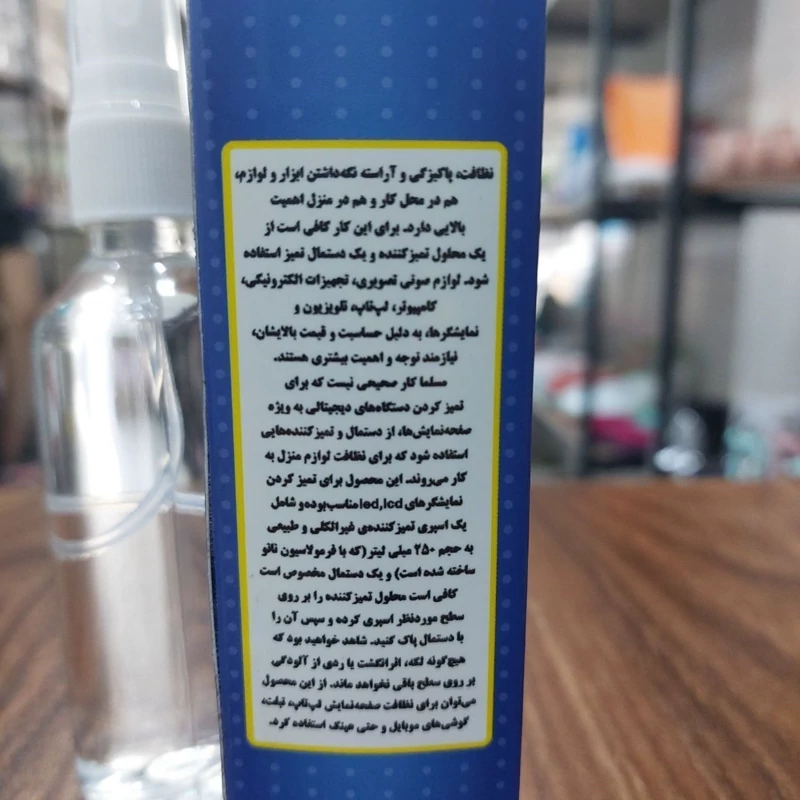 نظافت، پاکیزگی و آراسته نگه‌داشتن ابزار و لوازم،
هم در محل کار و هم در منزل اهمیت
بالایی دارد. برای این کار کافی است از
یک محلول تمیزکننده و یک دستمال تمیز استفاده
شود. لوازم صوتی تصویری، تجهیزات الکترونیکی،
کامپیوتر، لپ‌تاپ، تلویزیون و
نمایشگرها، به دلیل حساسیت و قیمت بالایشان،
نیازمند توجه و اهمیت بیشتری هستند.
مسلما کار صحیحی نیست که برای
تمیز کردن دستگاه‌های دیجیتالی به ویژه
صفحه‌نمایش‌ها، از دستمال و تمیزکننده‌هایی
استفاده شود که برای نظافت لوازم منزل به
کار می‌روند. این محصول برای تمیز کردن
نمایشگرهای led,lcd مناسب بوده و شامل
یک اسپری تمیزکننده‌ی غیرالکلی و طبیعی
به حجم ۲۵۰ میلی لیتر (که با فرمولاسیون نانو
ساخته شده است) و یک دستمال مخصوص است
کافی است محلول تمیزکننده را بر روی
سطح موردنظر اسپری کرده و سپس آن را
با دستمال پاک کنید. شاهد خواهید بود که
هیچ‌گونه لکه، اثرانگشت یا ردی از آلودگی
بر روی سطح باقی نخواهد ماند. از این محصول
می‌توان برای نظافت صفحه‌نمایش لپ‌تاپ، تبلت،
گوشی‌های موبایل و حتی عینک استفاده کرد.